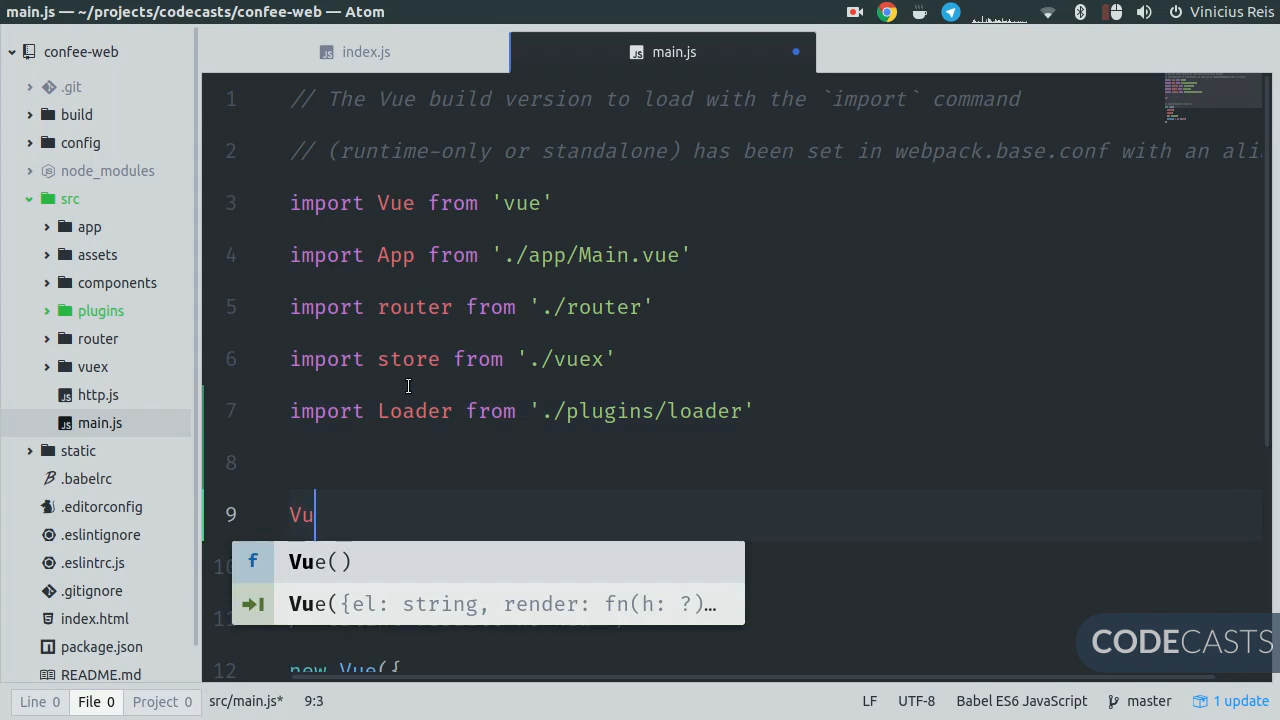 main.js — ~/projects/codecasts/confee-web — Atom
Vinicius Reis
confee-web
.git
build
config
node_modules
src
app
assets
components
plugins
router
vuex
http.js
main.js
static
.babelrc
.editorconfig
.eslintignore
.eslintrc.js
.gitignore
index.html
package.json
README.md
index.js
main.js
1 // The Vue build version to load with the `import` command
2 // (runtime-only or standalone) has been set in webpack.base.conf with an ali
3 import Vue from 'vue'
4 import App from './app/Main.vue'
5 import router from './router'
6 import store from './vuex'
7 import Loader from './plugins/loader'
8
9 Vu
f Vue()
Vue({el: string, render: fn(h: ?)…
12 new Vue({
CODECASTS
Line 0 File 0 Project 0 src/main.js* 9:3 LF UTF-8 Babel ES6 JavaScript master 1 update